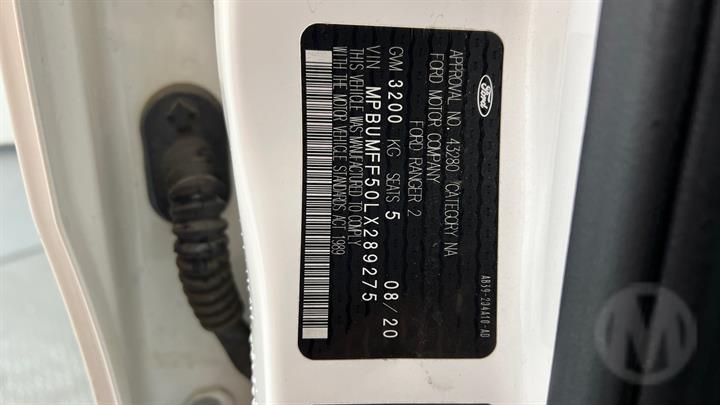 Ford
APPROVAL NO. 43280 CATEGORY NA
FORD MOTOR COMPANY
FORD RANGER 2
GVM 3200 KG SEATS 5 08/20
VIN MPBUMFF50LX289275
THIS VEHICLE WAS MANUFACTURED TO COMPLY
WITH THE MOTOR VEHICLE STANDARDS ACT 1989
AB39-204A10-AD
M